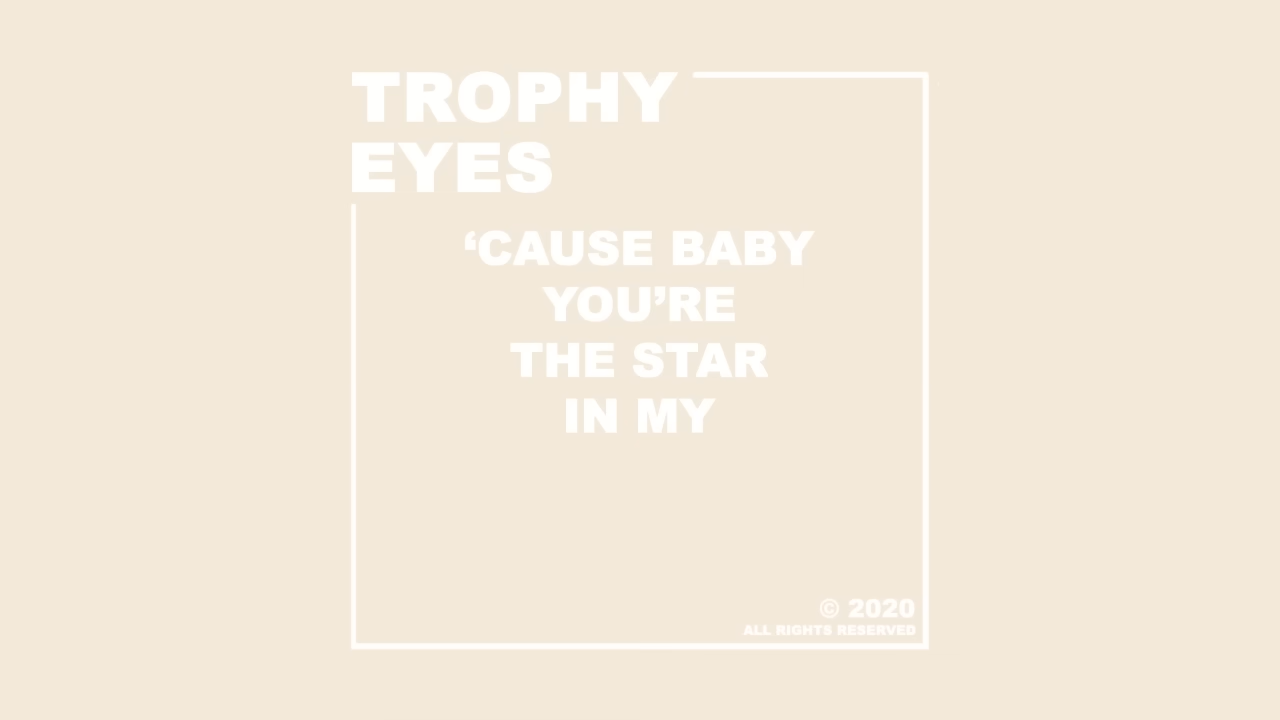 TROPHY
EYES
‘CAUSE BABY
YOU’RE
THE STAR
IN MY
© 2020
ALL RIGHTS RESERVED